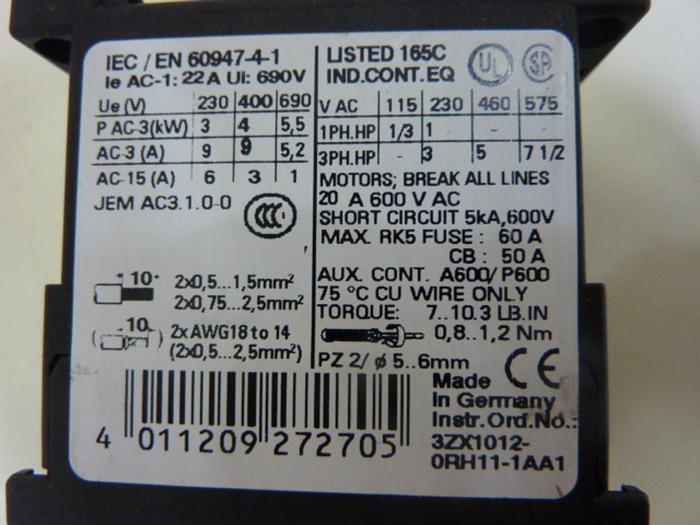 IEC / EN 60947-4-1
Ie AC-1: 22A Ui: 690V
Ue (V) 230 400 690
P AC-3(kW) 3 4 5,5
AC-3 (A) 9 9 5,2
AC-15 (A) 6 3 1
JEM AC3.1.0-0
CCC
10
2x0,5...1,5mm²
2x0,75...2,5mm²
10
2xAWG18 to 14
(2x0,5...2,5mm²)
4 011209 272705
LISTED 165C
IND.CONT.EQ
UL
SA
V AC 115 230 460 575
1PH.HP 1/3 1 - -
3PH.HP - 3 5 7 1/2
MOTORS; BREAK ALL LINES
20 A 600 V AC
SHORT CIRCUIT 5kA,600V
MAX. RK5 FUSE : 60 A
CB : 50 A
AUX. CONT. A600/P600
75 °C CU WIRE ONLY
TORQUE: 7..10.3 LB.IN
0,8..1,2 Nm
PZ 2/ ø 5..6mm
Made CE
In Germany
Instr.Ord.No.:
3ZX1012-
0RH11-1AA1